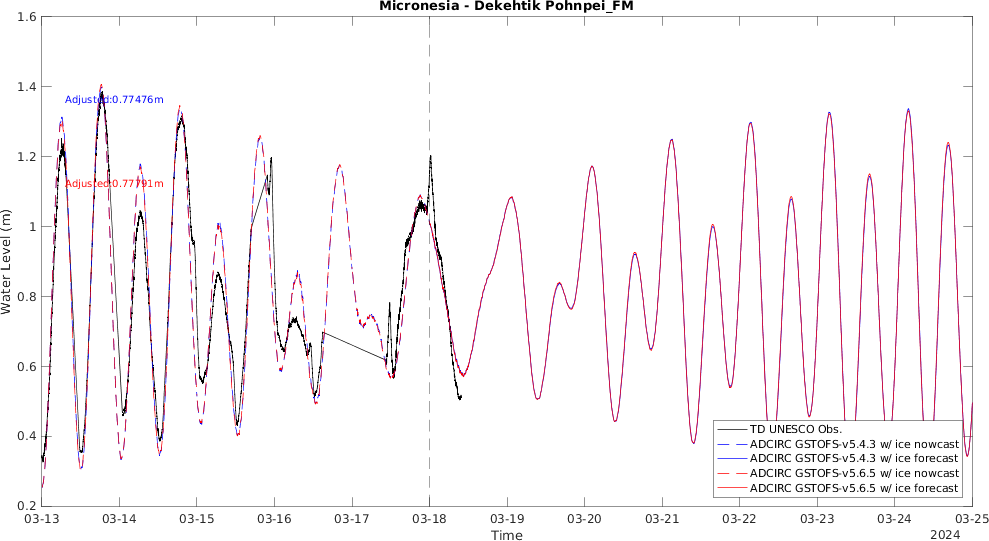 Micronesia - Dekehtik Pohnpei_FM
1.6
1.4
1.2
1
0.8
0.6
0.4
0.2
Water Level (m)
Adjusted:0.77476m
Adjusted:0.77791m
TD UNESCO Obs.
ADCIRC GSTOFS-v5.4.3 w/ ice nowcast
ADCIRC GSTOFS-v5.4.3 w/ ice forecast
ADCIRC GSTOFS-v5.6.5 w/ ice nowcast
ADCIRC GSTOFS-v5.6.5 w/ ice forecast
03-13 03-14 03-15 03-16 03-17 03-18 03-19 03-20 03-21 03-22 03-23 03-24 03-25
Time
2024